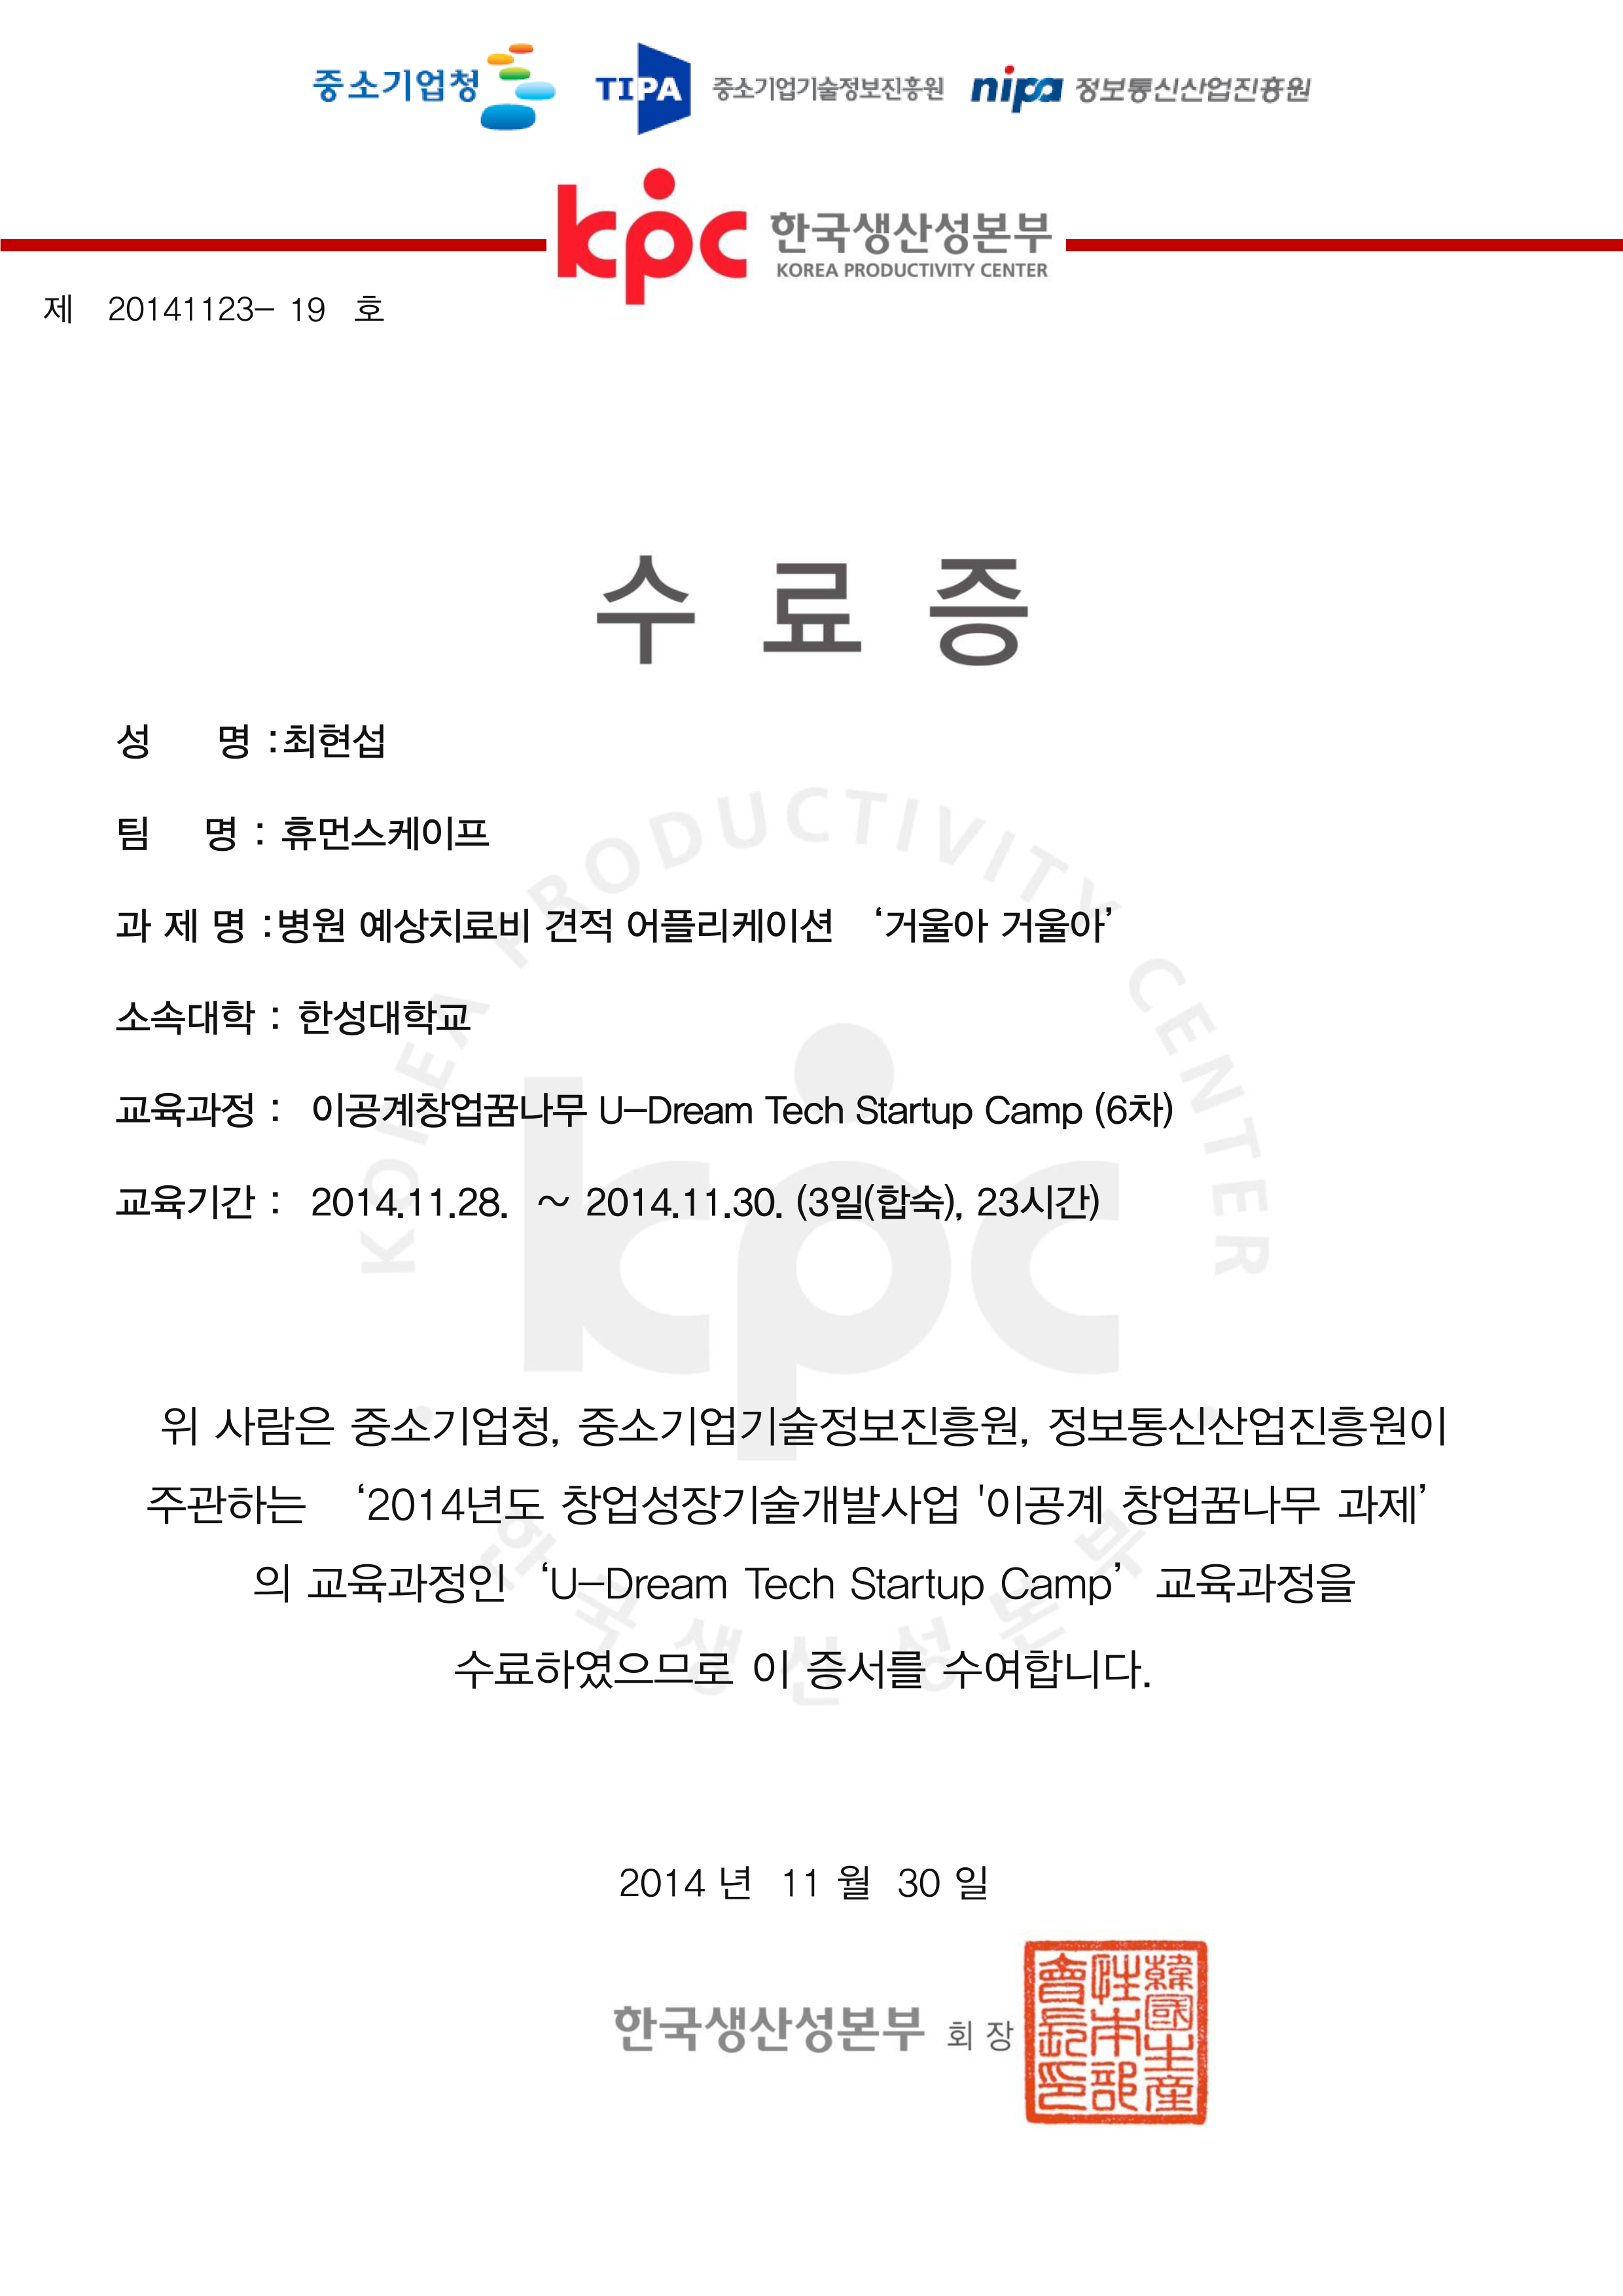 중소기업청 TIPA 중소기업기술정보진흥원 nipa 정보통신산업진흥원
kpc 한국생산성본부
KOREA PRODUCTIVITY CENTER
제 20141123- 19 호
수 료 증
성 명 :최현섭
팀 명 : 휴먼스케이프
과 제 명 :병원 예상치료비 견적 어플리케이션 ‘거울아 거울아’
소속대학 : 한성대학교
교육과정 : 이공계창업꿈나무 U-Dream Tech Startup Camp (6차)
교육기간 : 2014.11.28. ~ 2014.11.30. (3일(합숙), 23시간)
KOREA PRODUCTIVITY CENTER
kpc
한국생산성본부
위 사람은 중소기업청, 중소기업기술정보진흥원, 정보통신산업진흥원이
주관하는 ‘2014년도 창업성장기술개발사업 '이공계 창업꿈나무 과제’
의 교육과정인 ‘U-Dream Tech Startup Camp’ 교육과정을
수료하였으므로 이 증서를 수여합니다.
2014 년 11 월 30 일
한국생산성본부 회 장
韓國生産
性本部
會長印